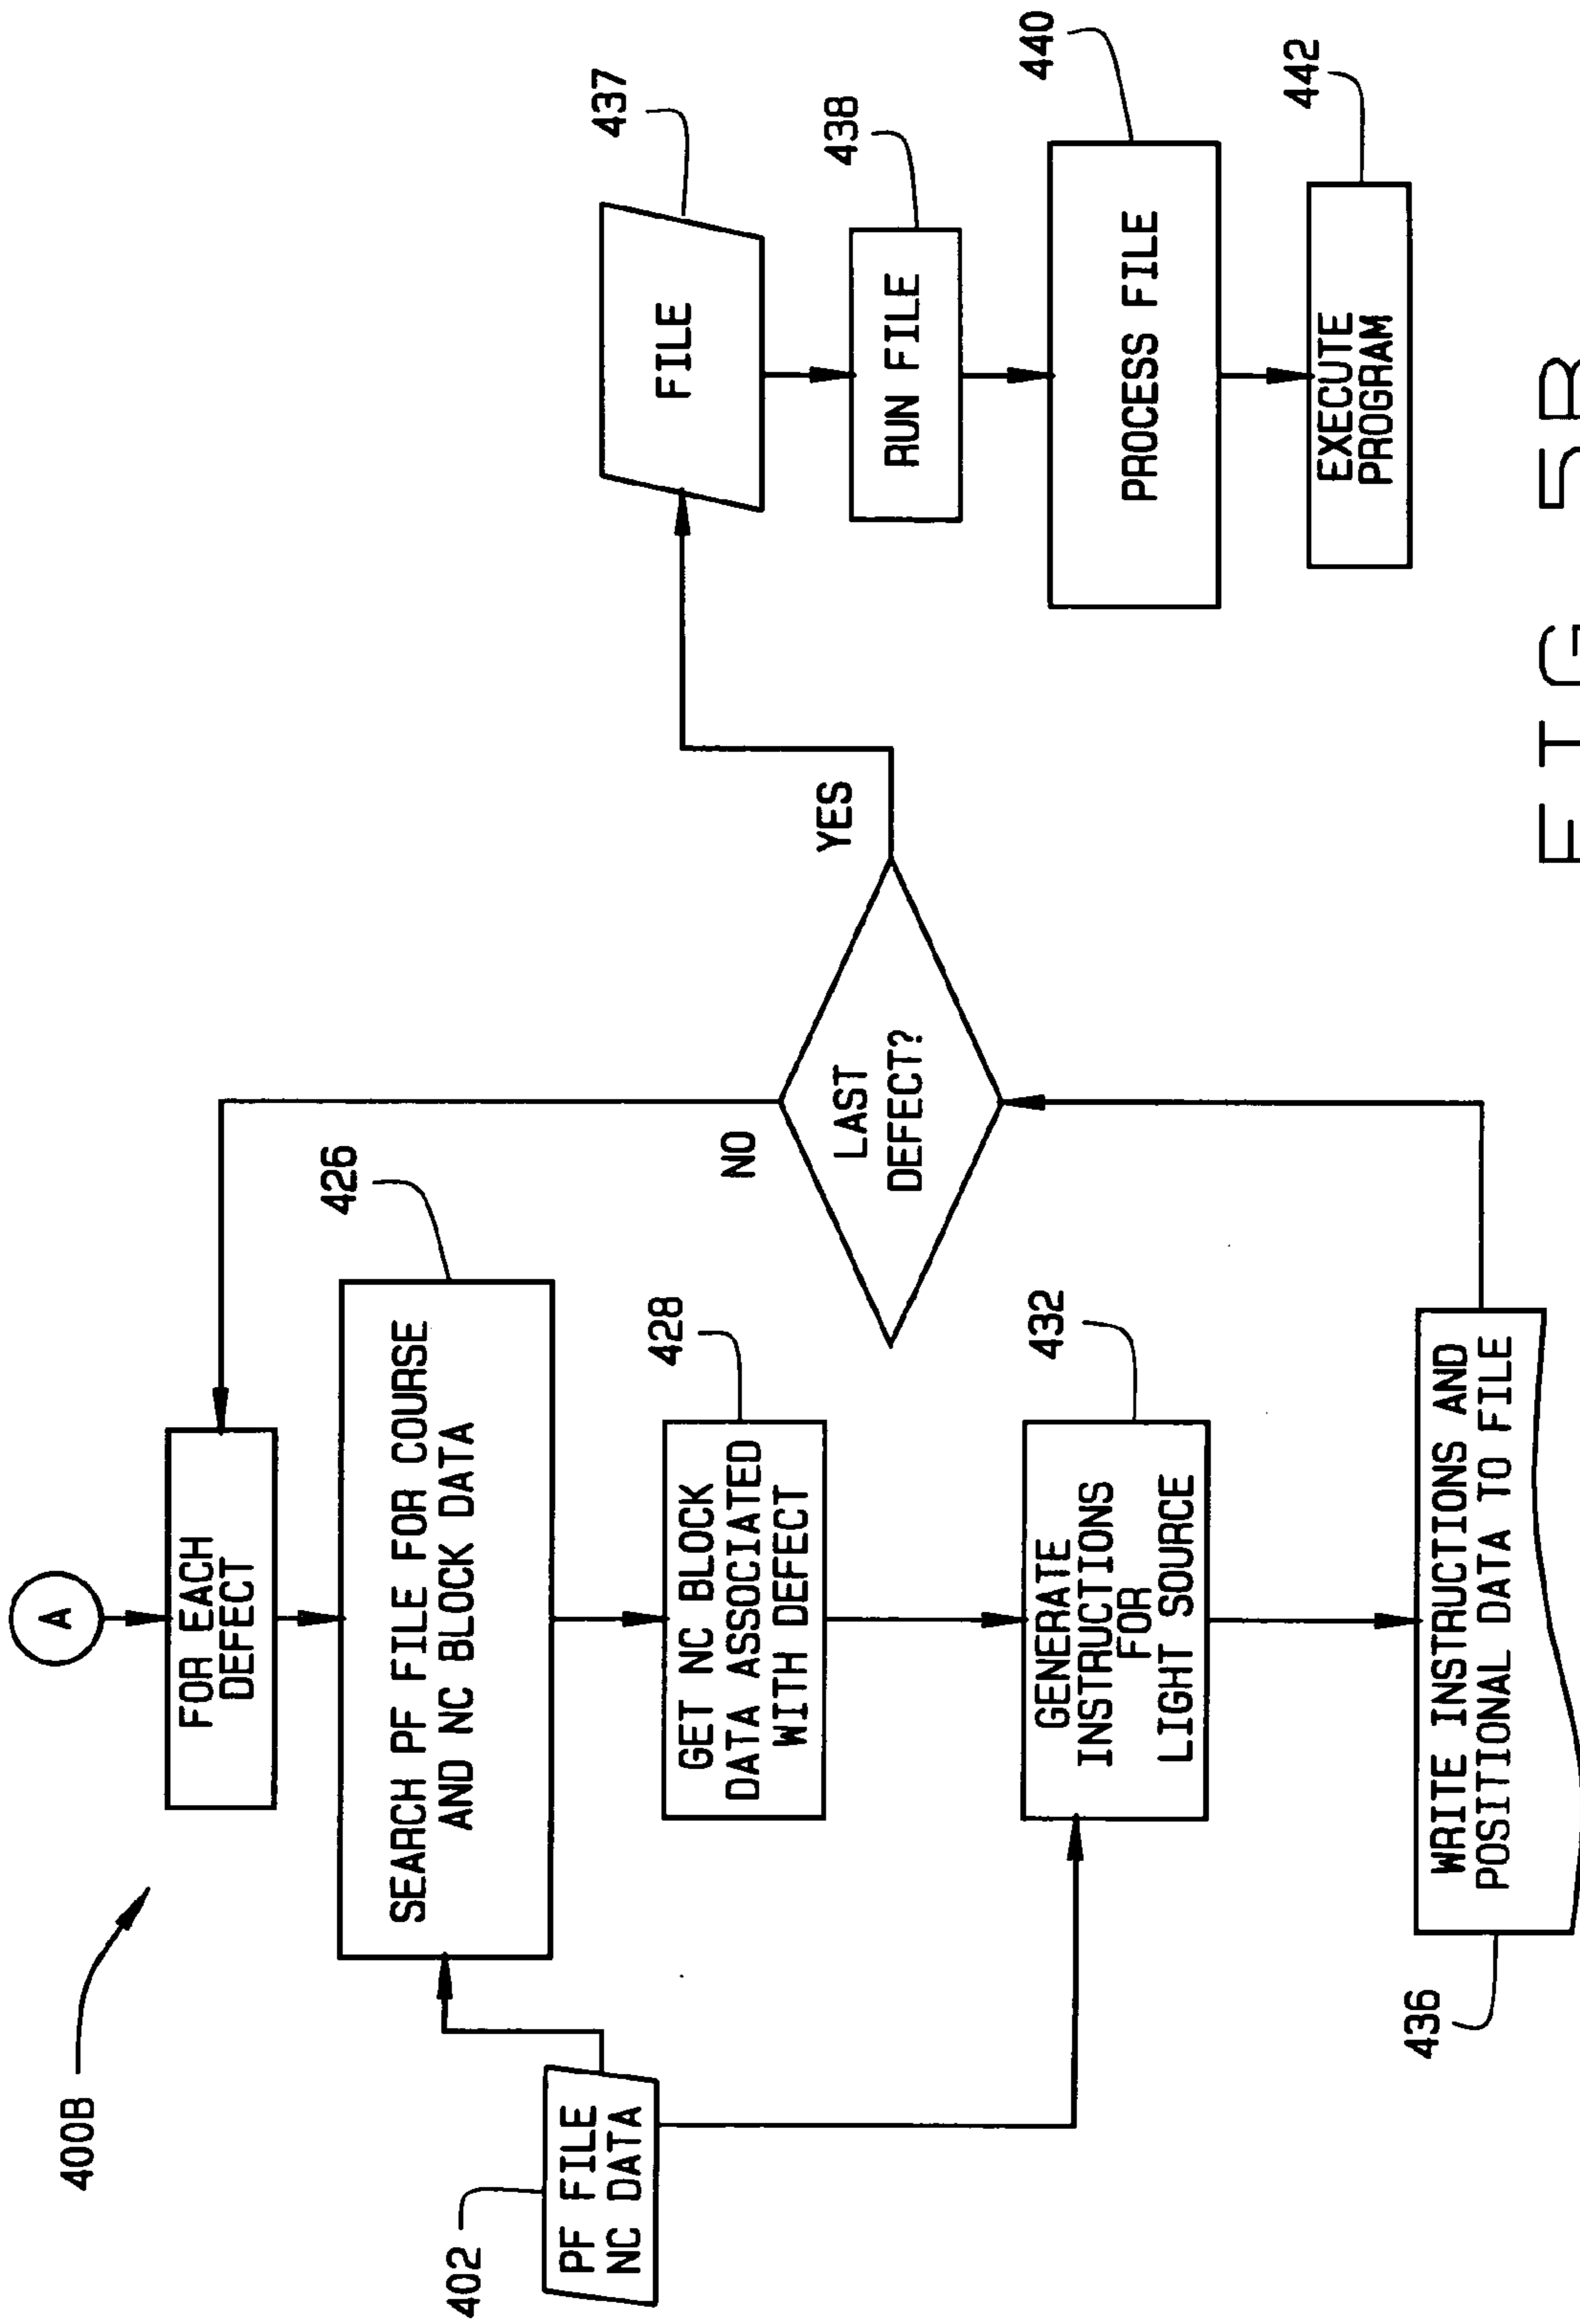 400B
A
FOR EACH
DEFECT
402
PF FILE
NC DATA
SEARCH PF FILE FOR COURSE
AND NC BLOCK DATA
426
GET NC BLOCK
DATA ASSOCIATED
WITH DEFECT
428
GENERATE
INSTRUCTIONS
FOR
LIGHT SOURCE
432
436
WRITE INSTRUCTIONS AND
POSITIONAL DATA TO FILE
NO
LAST
DEFECT?
YES
FILE
437
RUN FILE
438
PROCESS FILE
440
EXECUTE
PROGRAM
442
FIG 5B